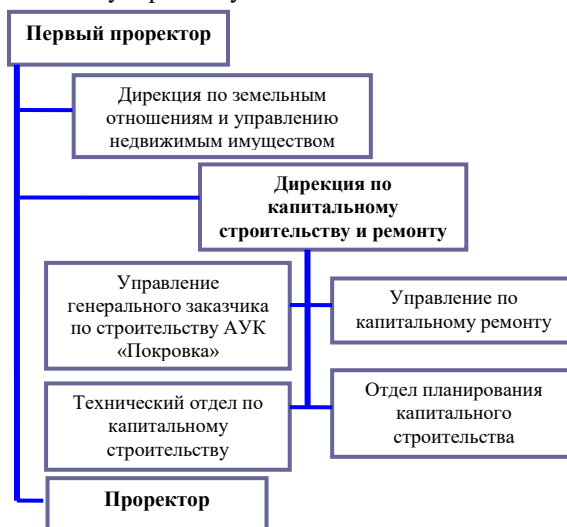 Первый проректор
Дирекция по земельным
отношениям и управлению
недвижимым имуществом
Дирекция по
капитальному
строительству и ремонту
Управление
генерального заказчика
по строительству АУК
«Покровка»
Управление по
капитальному ремонту
Технический отдел по
капитальному
строительству
Отдел планирования
капитального
строительства
Проректор